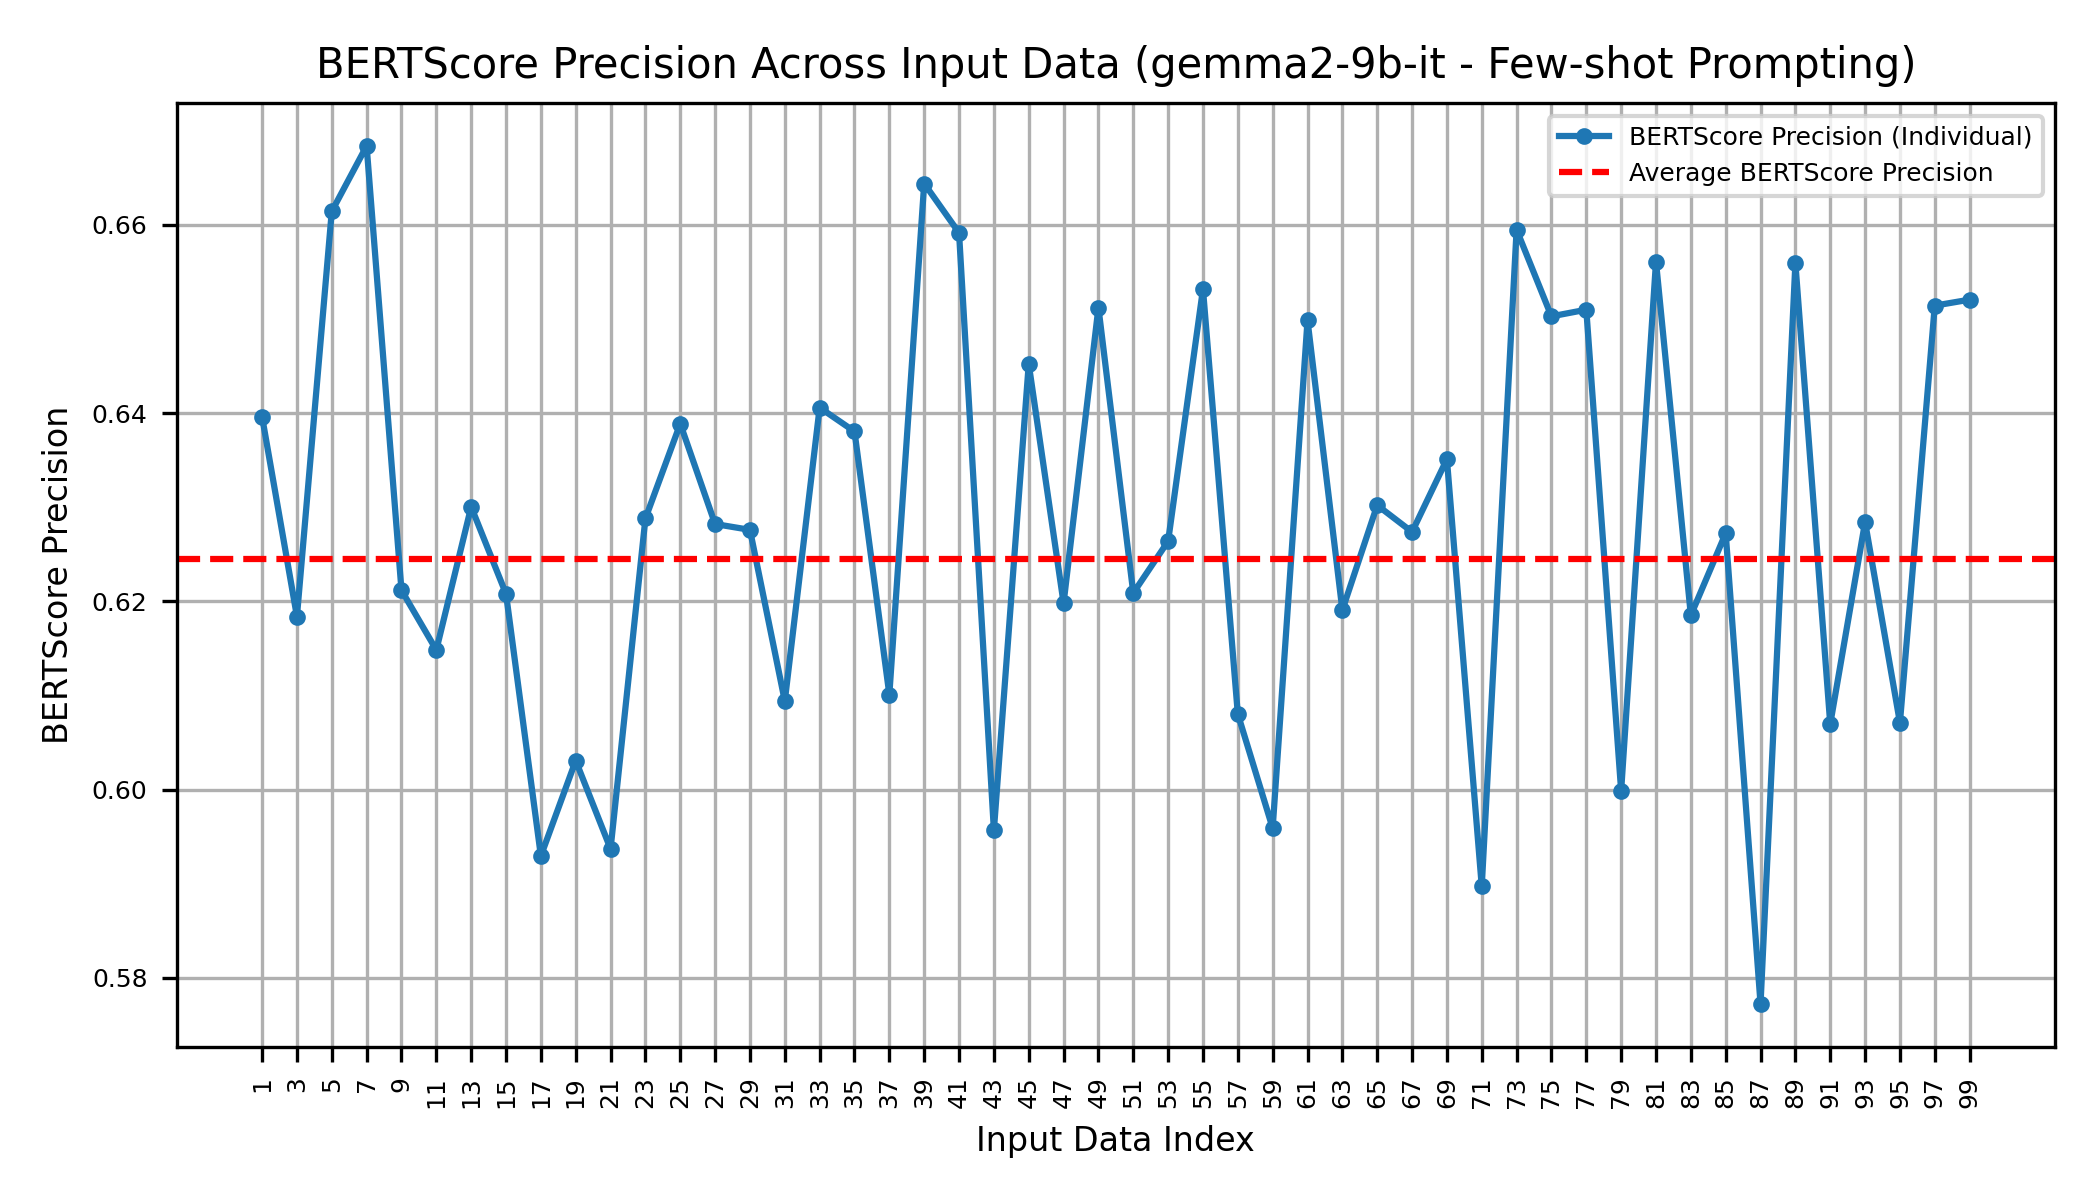 BERTScore Precision Across Input Data (gemma2-9b-it - Few-shot Prompting)
BERTScore Precision (Individual)
Average BERTScore Precision
BERTScore Precision
0.66
0.64
0.62
0.60
0.58
1 3 5 7 9 11 13 15 17 19 21 23 25 27 29 31 33 35 37 39 41 43 45 47 49 51 53 55 57 59 61 63 65 67 69 71 73 75 77 79 81 83 85 87 89 91 93 95 97 99
Input Data Index